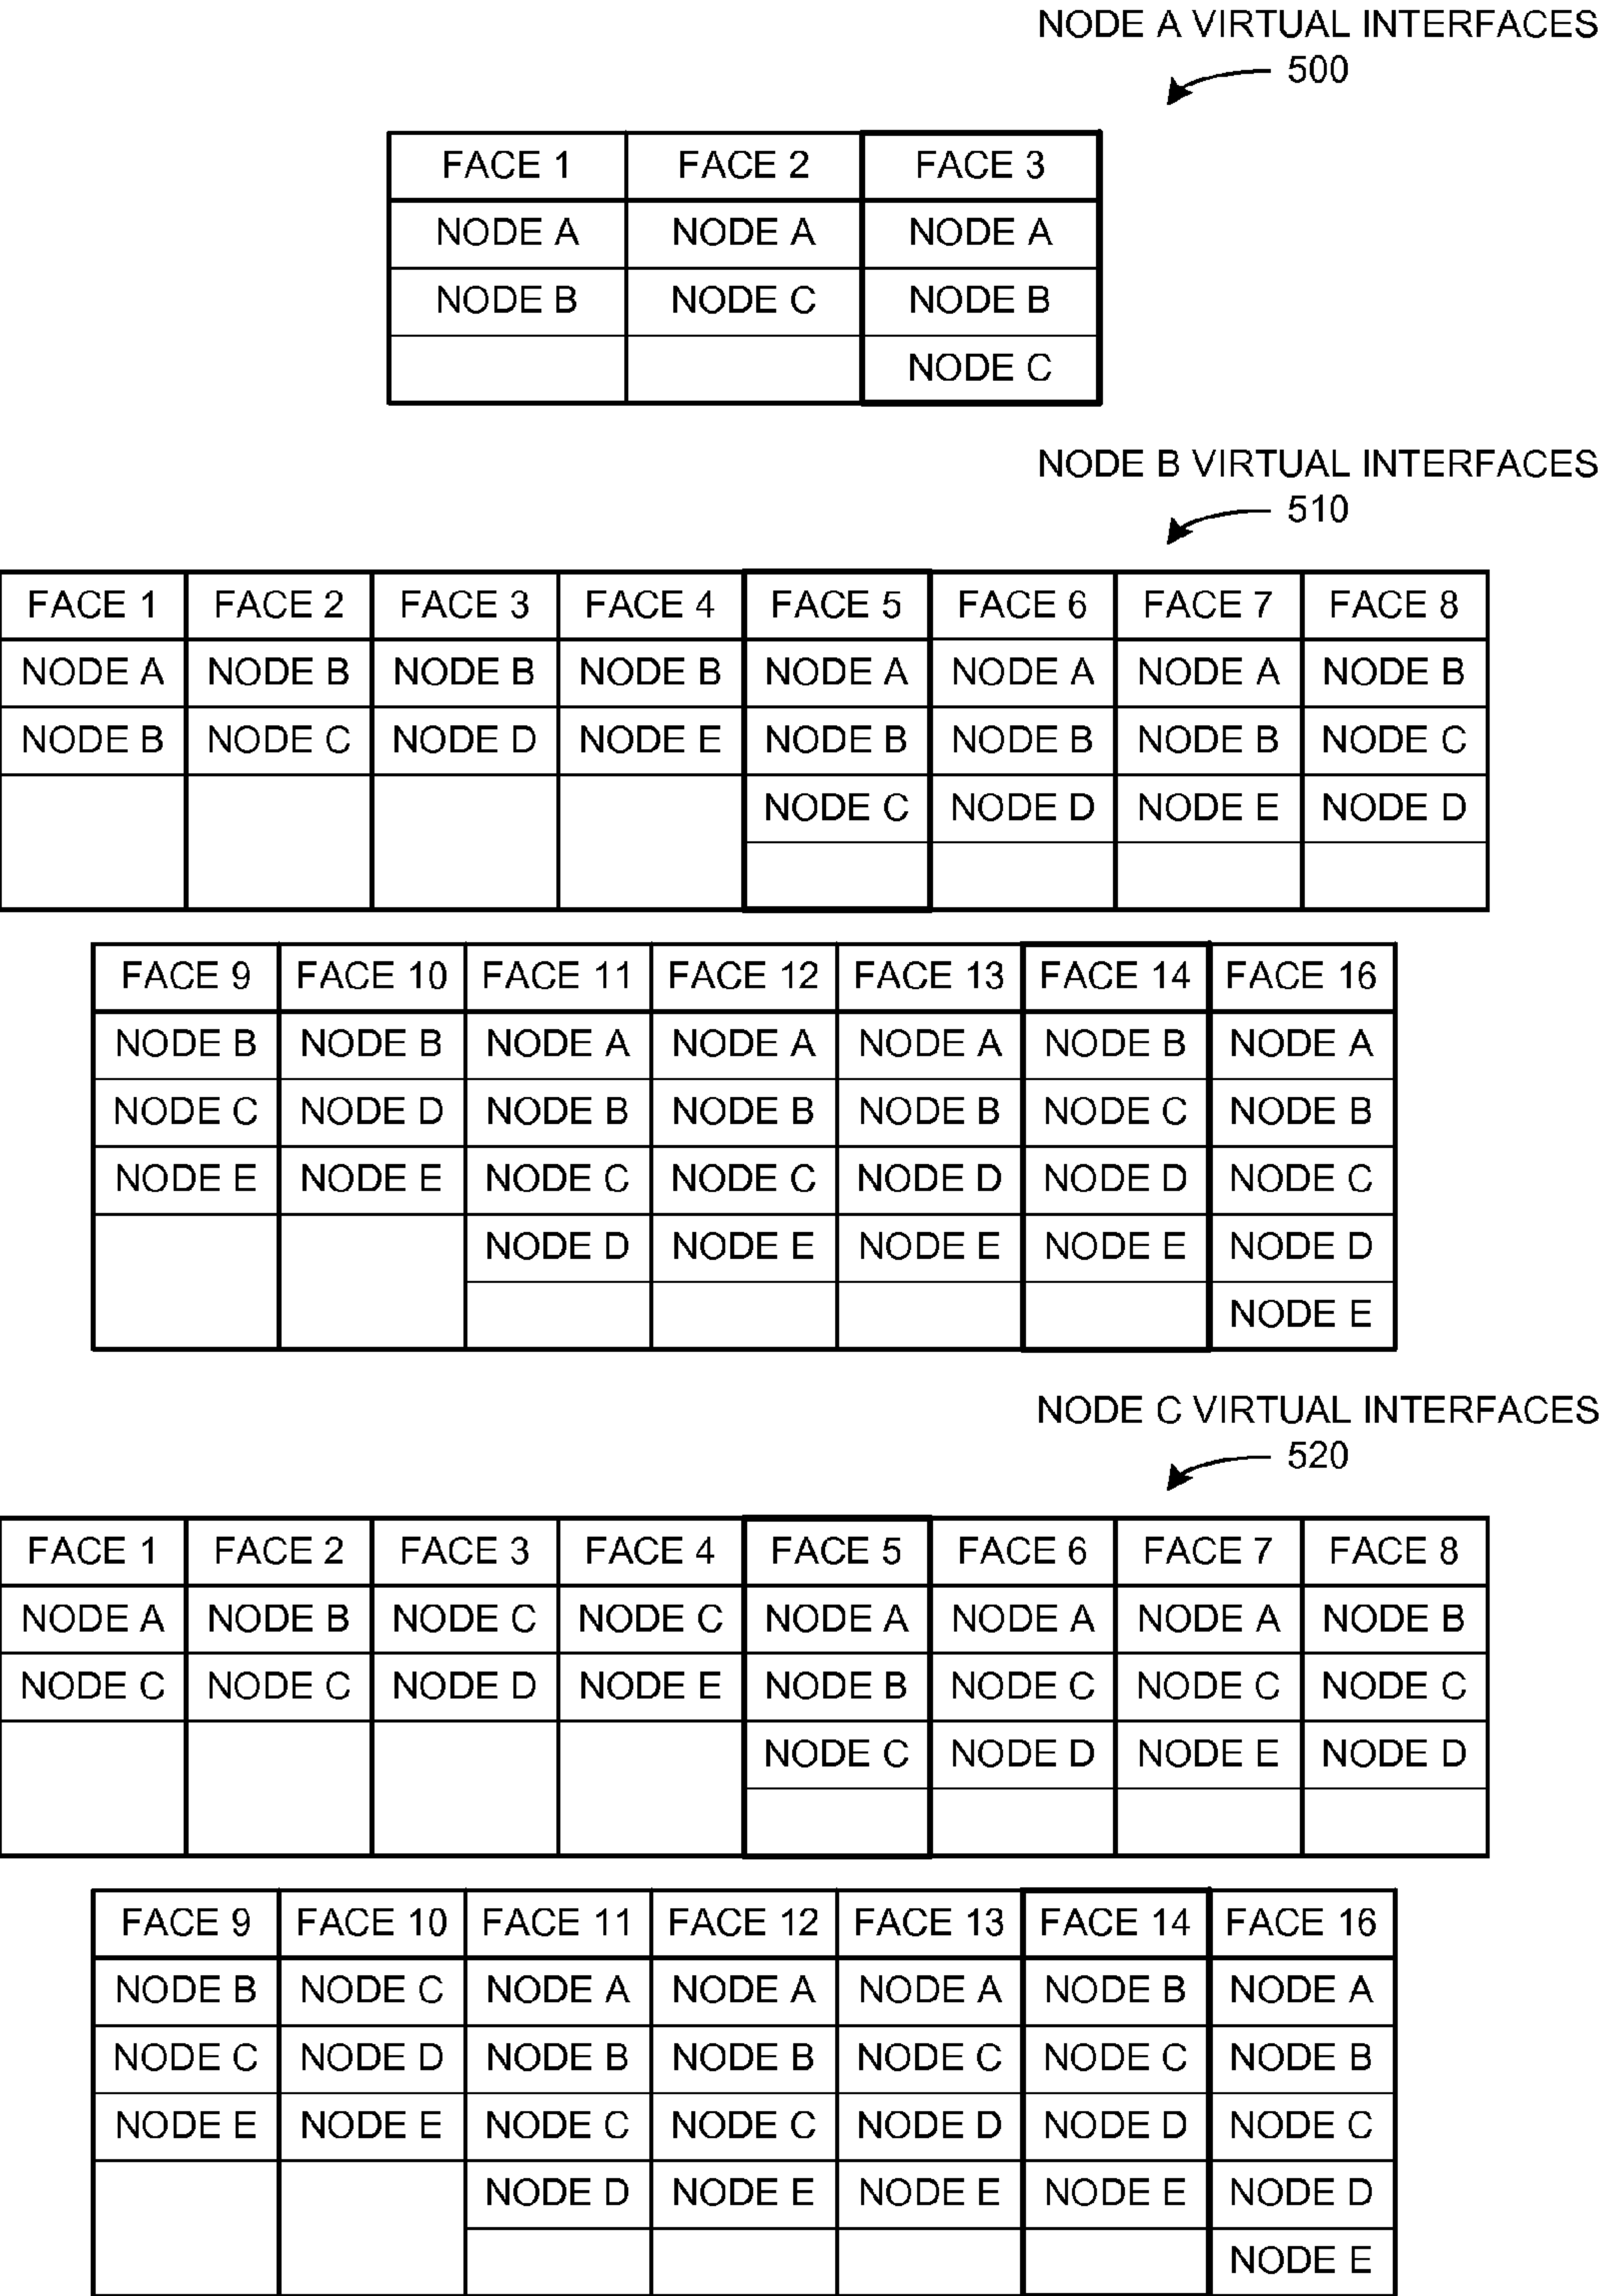 NODE A VIRTUAL INTERFACES
500
FACE 1 FACE 2 FACE 3
NODE A NODE A NODE A
NODE B NODE C NODE B
NODE C
NODE B VIRTUAL INTERFACES
510
FACE 1 FACE 2 FACE 3 FACE 4 FACE 5 FACE 6 FACE 7 FACE 8
NODE A NODE B NODE B NODE B NODE A NODE A NODE A NODE B
NODE B NODE C NODE D NODE E NODE B NODE B NODE B NODE C
NODE C NODE D NODE E NODE D
FACE 9 FACE 10 FACE 11 FACE 12 FACE 13 FACE 14 FACE 16
NODE B NODE B NODE A NODE A NODE A NODE B NODE A
NODE C NODE D NODE B NODE B NODE B NODE C NODE B
NODE E NODE E NODE C NODE C NODE D NODE D NODE C
NODE D NODE E NODE E NODE E NODE D
NODE E
NODE C VIRTUAL INTERFACES
520
FACE 1 FACE 2 FACE 3 FACE 4 FACE 5 FACE 6 FACE 7 FACE 8
NODE A NODE B NODE C NODE C NODE A NODE A NODE A NODE B
NODE C NODE C NODE D NODE E NODE B NODE C NODE C NODE C
NODE C NODE D NODE E NODE D
FACE 9 FACE 10 FACE 11 FACE 12 FACE 13 FACE 14 FACE 16
NODE B NODE C NODE A NODE A NODE A NODE B NODE A
NODE C NODE D NODE B NODE B NODE C NODE C NODE B
NODE E NODE E NODE C NODE C NODE D NODE D NODE C
NODE D NODE E NODE E NODE E NODE D
NODE E